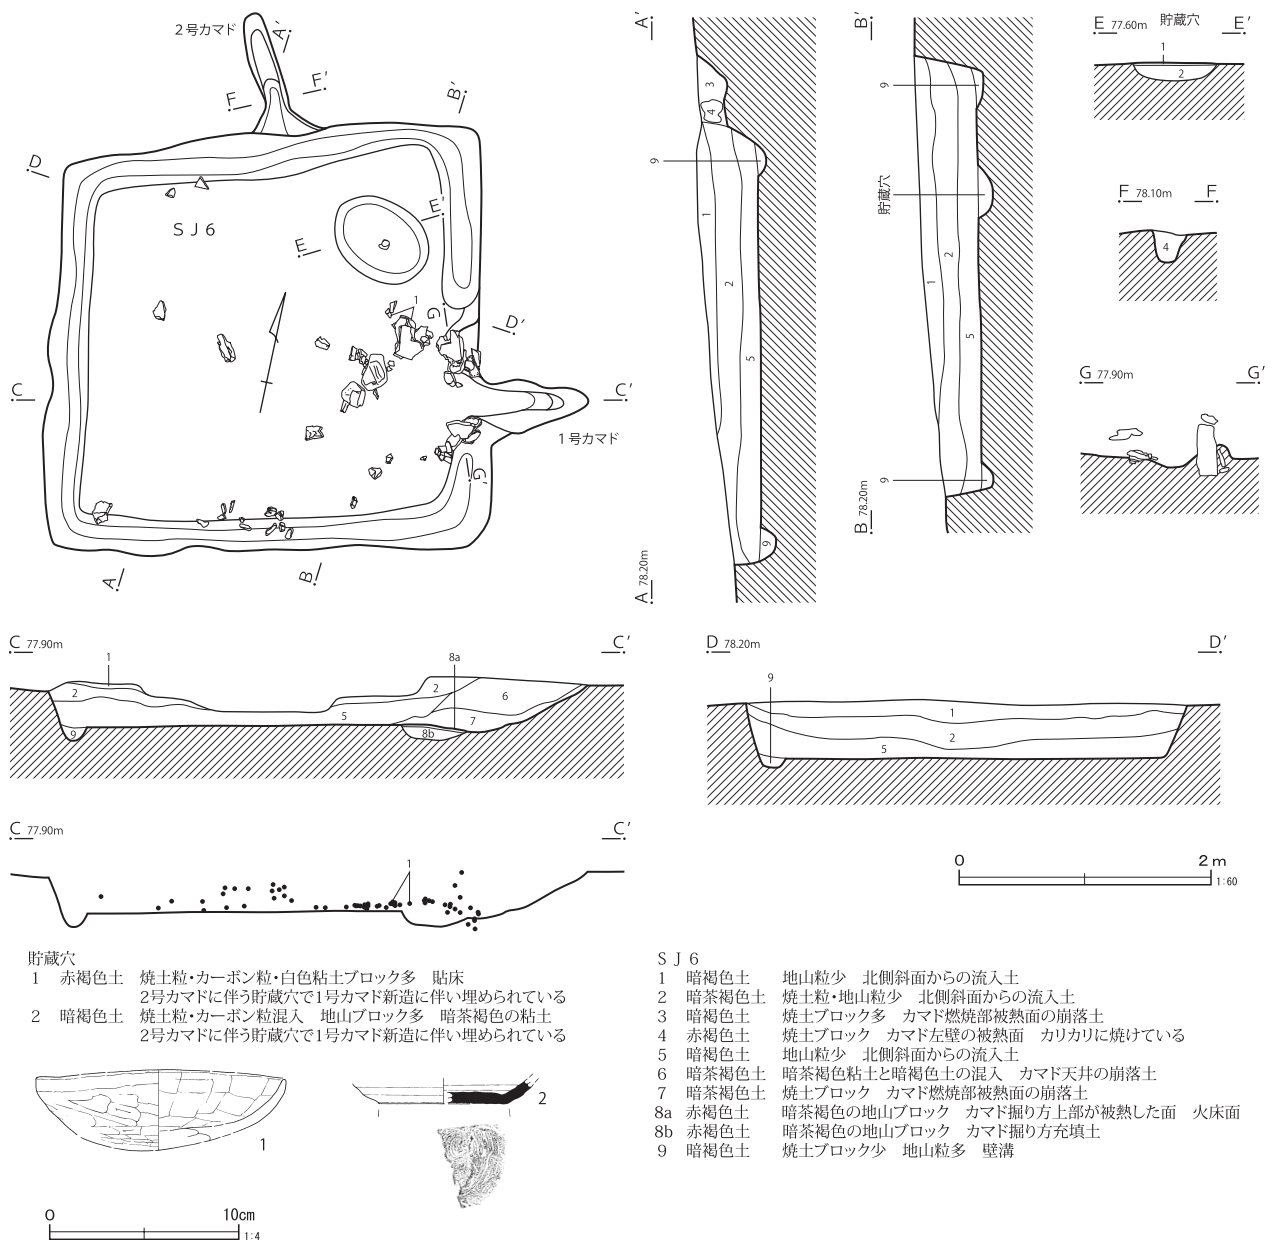 2号カマド
A′
F
F′
B′
D
SJ6
E
E′
1
G′
D′
C
C′
1号カマド
G′
A
B
A′
3
4
9
1
2
5
9
A 78.20m
B′
9
貯蔵穴
1
2
5
9
B 78.20m
E 77.60m 貯蔵穴 E′
1
2
F 78.10m F
4
G 77.90m G′
C 77.90m C′
1
2
5
9
8a
2
6
7
8b
D 78.20m D′
9
1
2
5
C 77.90m C′
1
0 2m
1:60
貯蔵穴
1 赤褐色土 焼土粒・カーボン粒・白色粘土ブロック多 貼床
2号カマドに伴う貯蔵穴で1号カマド新造に伴い埋められている
2 暗褐色土 焼土粒・カーボン粒混入 地山ブロック多 暗茶褐色の粘土
2号カマドに伴う貯蔵穴で1号カマド新造に伴い埋められている
SJ6
1 暗褐色土 地山粒少 北側斜面からの流入土
2 暗茶褐色土 焼土粒・地山粒少 北側斜面からの流入土
3 暗褐色土 焼土ブロック多 カマド燃焼部被熱面の崩落土
4 赤褐色土 焼土ブロック カマド左壁の被熱面 カリカリに焼けている
5 暗褐色土 地山粒少 北側斜面からの流入土
6 暗茶褐色土 暗茶褐色粘土と暗褐色土の混入 カマド天井の崩落土
7 暗茶褐色土 焼土ブロック カマド燃焼部被熱面の崩落土
8a 赤褐色土 暗茶褐色の地山ブロック カマド掘り方上部が被熱した面 火床面
8b 赤褐色土 暗茶褐色の地山ブロック カマド掘り方充填土
9 暗褐色土 焼土ブロック少 地山粒多 壁溝
1
2
0 10cm
1:4